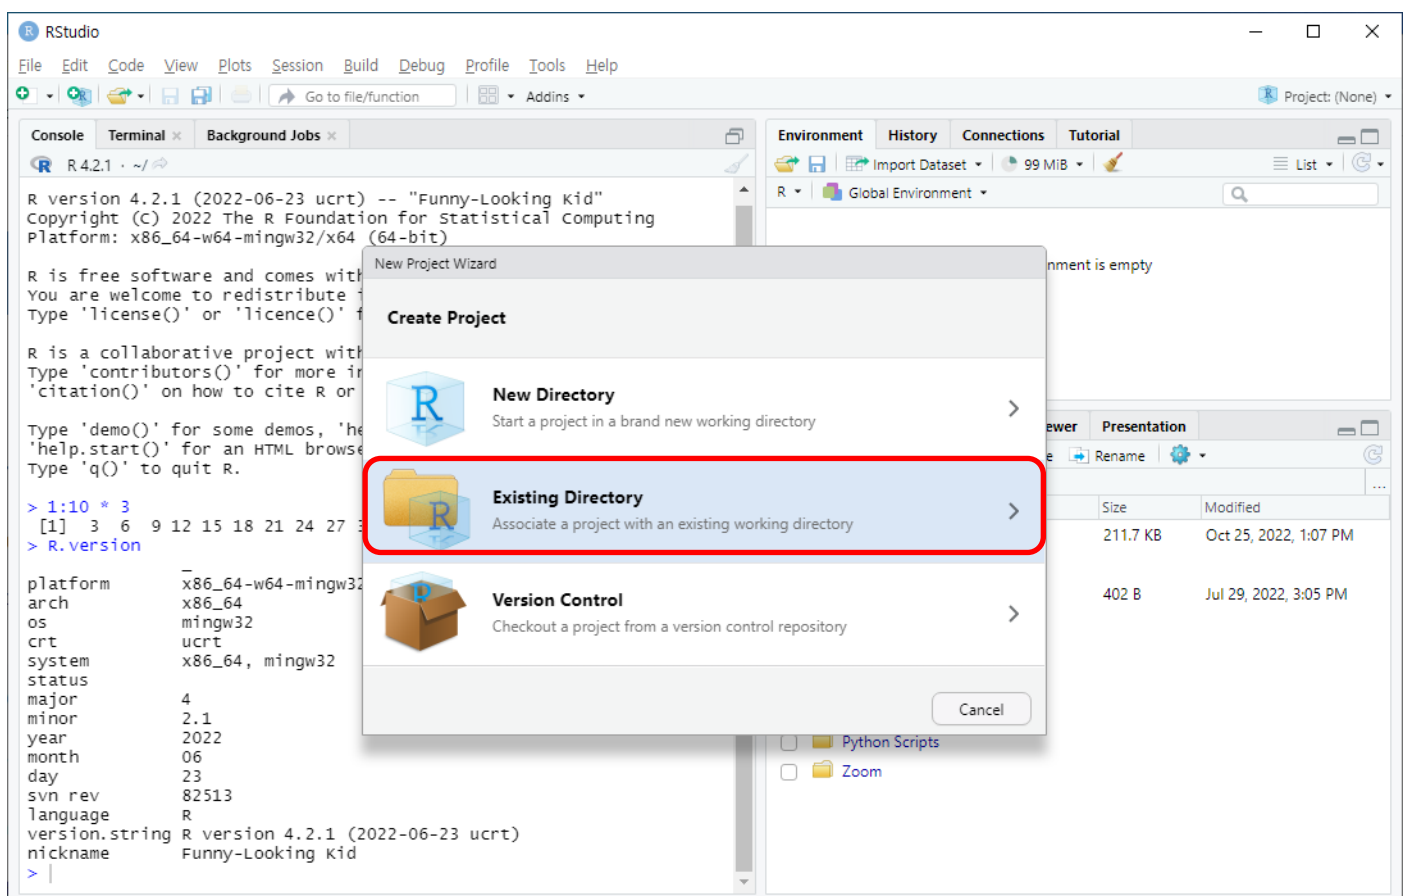 RStudio
File Edit Code View Plots Session Build Debug Profile Tools Help
Go to file/function Addins Project: (None)
Console Terminal Background Jobs
R 4.2.1 · ~/
R version 4.2.1 (2022-06-23 ucrt) -- "Funny-Looking Kid"
Copyright (C) 2022 The R Foundation for Statistical Computing
Platform: x86_64-w64-mingw32/x64 (64-bit)
R is free software and comes with
You are welcome to redistribute
Type 'license()' or 'licence()'
R is a collaborative project with
Type 'contributors()' for more
'citation()' on how to cite R or
Type 'demo()' for some demos,
'help.start()' for an HTML browse
Type 'q()' to quit R.
> 1:10 * 3
[1] 3 6 9 12 15 18 21 24 27
> R.version
_
platform x86_64-w64-mingw32
arch x86_64
os mingw32
crt ucrt
system x86_64, mingw32
status
major 4
minor 2.1
year 2022
month 06
day 23
svn rev 82513
language R
version.string R version 4.2.1 (2022-06-23 ucrt)
nickname Funny-Looking Kid
>
New Project Wizard
Create Project
New Directory
Start a project in a brand new working directory
Existing Directory
Associate a project with an existing working directory
Version Control
Checkout a project from a version control repository
Cancel
Environment History Connections Tutorial
Import Dataset 99 MiB List
R Global Environment
nment is empty
ewer Presentation
e Rename
...
Size Modified
211.7 KB Oct 25, 2022, 1:07 PM
402 B Jul 29, 2022, 3:05 PM
Python Scripts
Zoom